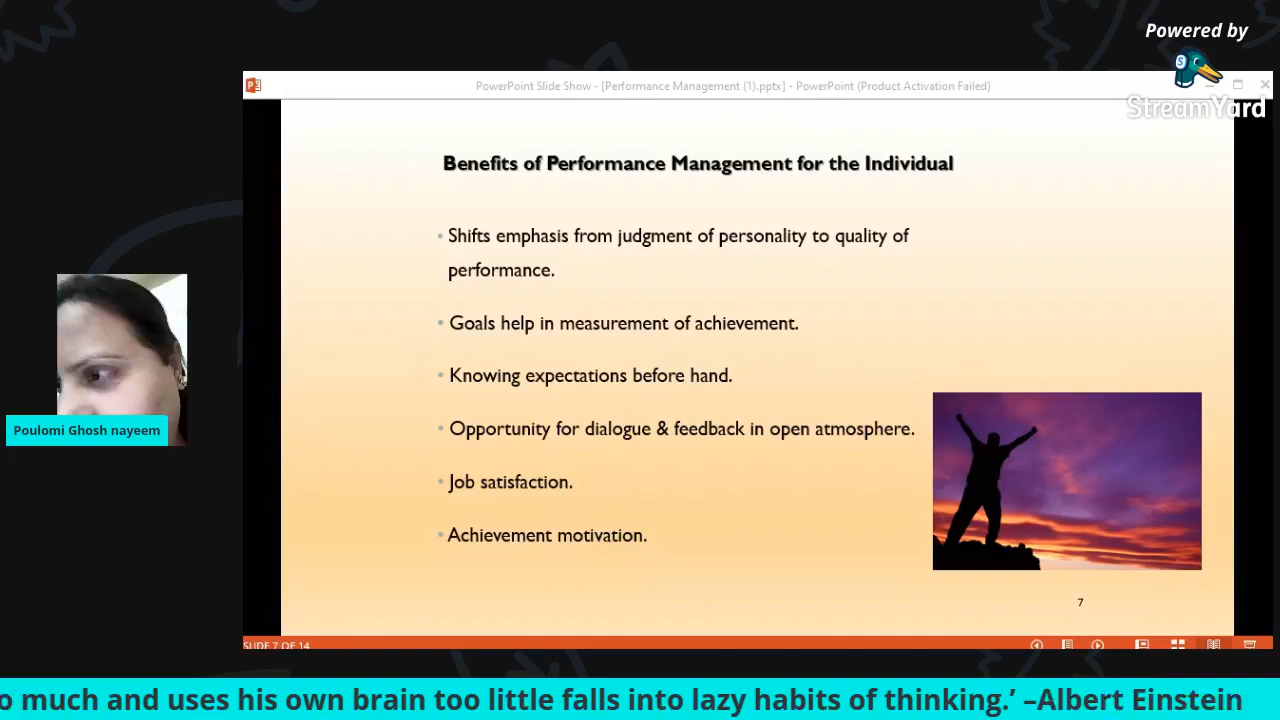 Powered by
StreamYard
PowerPoint Slide Show - [Performance Management (1).pptx] - PowerPoint (Product Activation Failed)
Benefits of Performance Management for the Individual
• Shifts emphasis from judgment of personality to quality of
performance.
• Goals help in measurement of achievement.
• Knowing expectations before hand.
• Opportunity for dialogue & feedback in open atmosphere.
• Job satisfaction.
• Achievement motivation.
7
SLIDE 7 OF 14
Poulomi Ghosh nayeem
o much and uses his own brain too little falls into lazy habits of thinking.’ –Albert Einstein